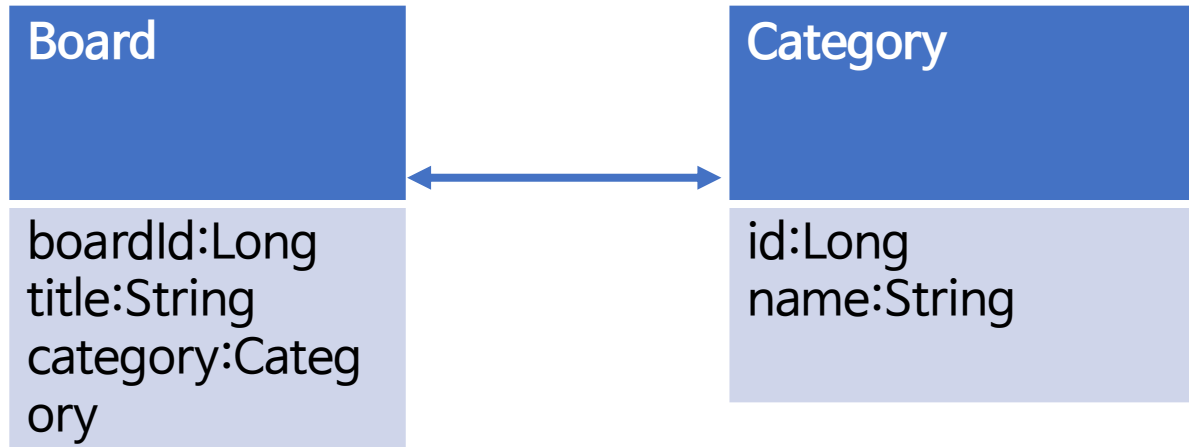 Board
boardId:Long
title:String
category:Categ
ory
Category
id:Long
name:String